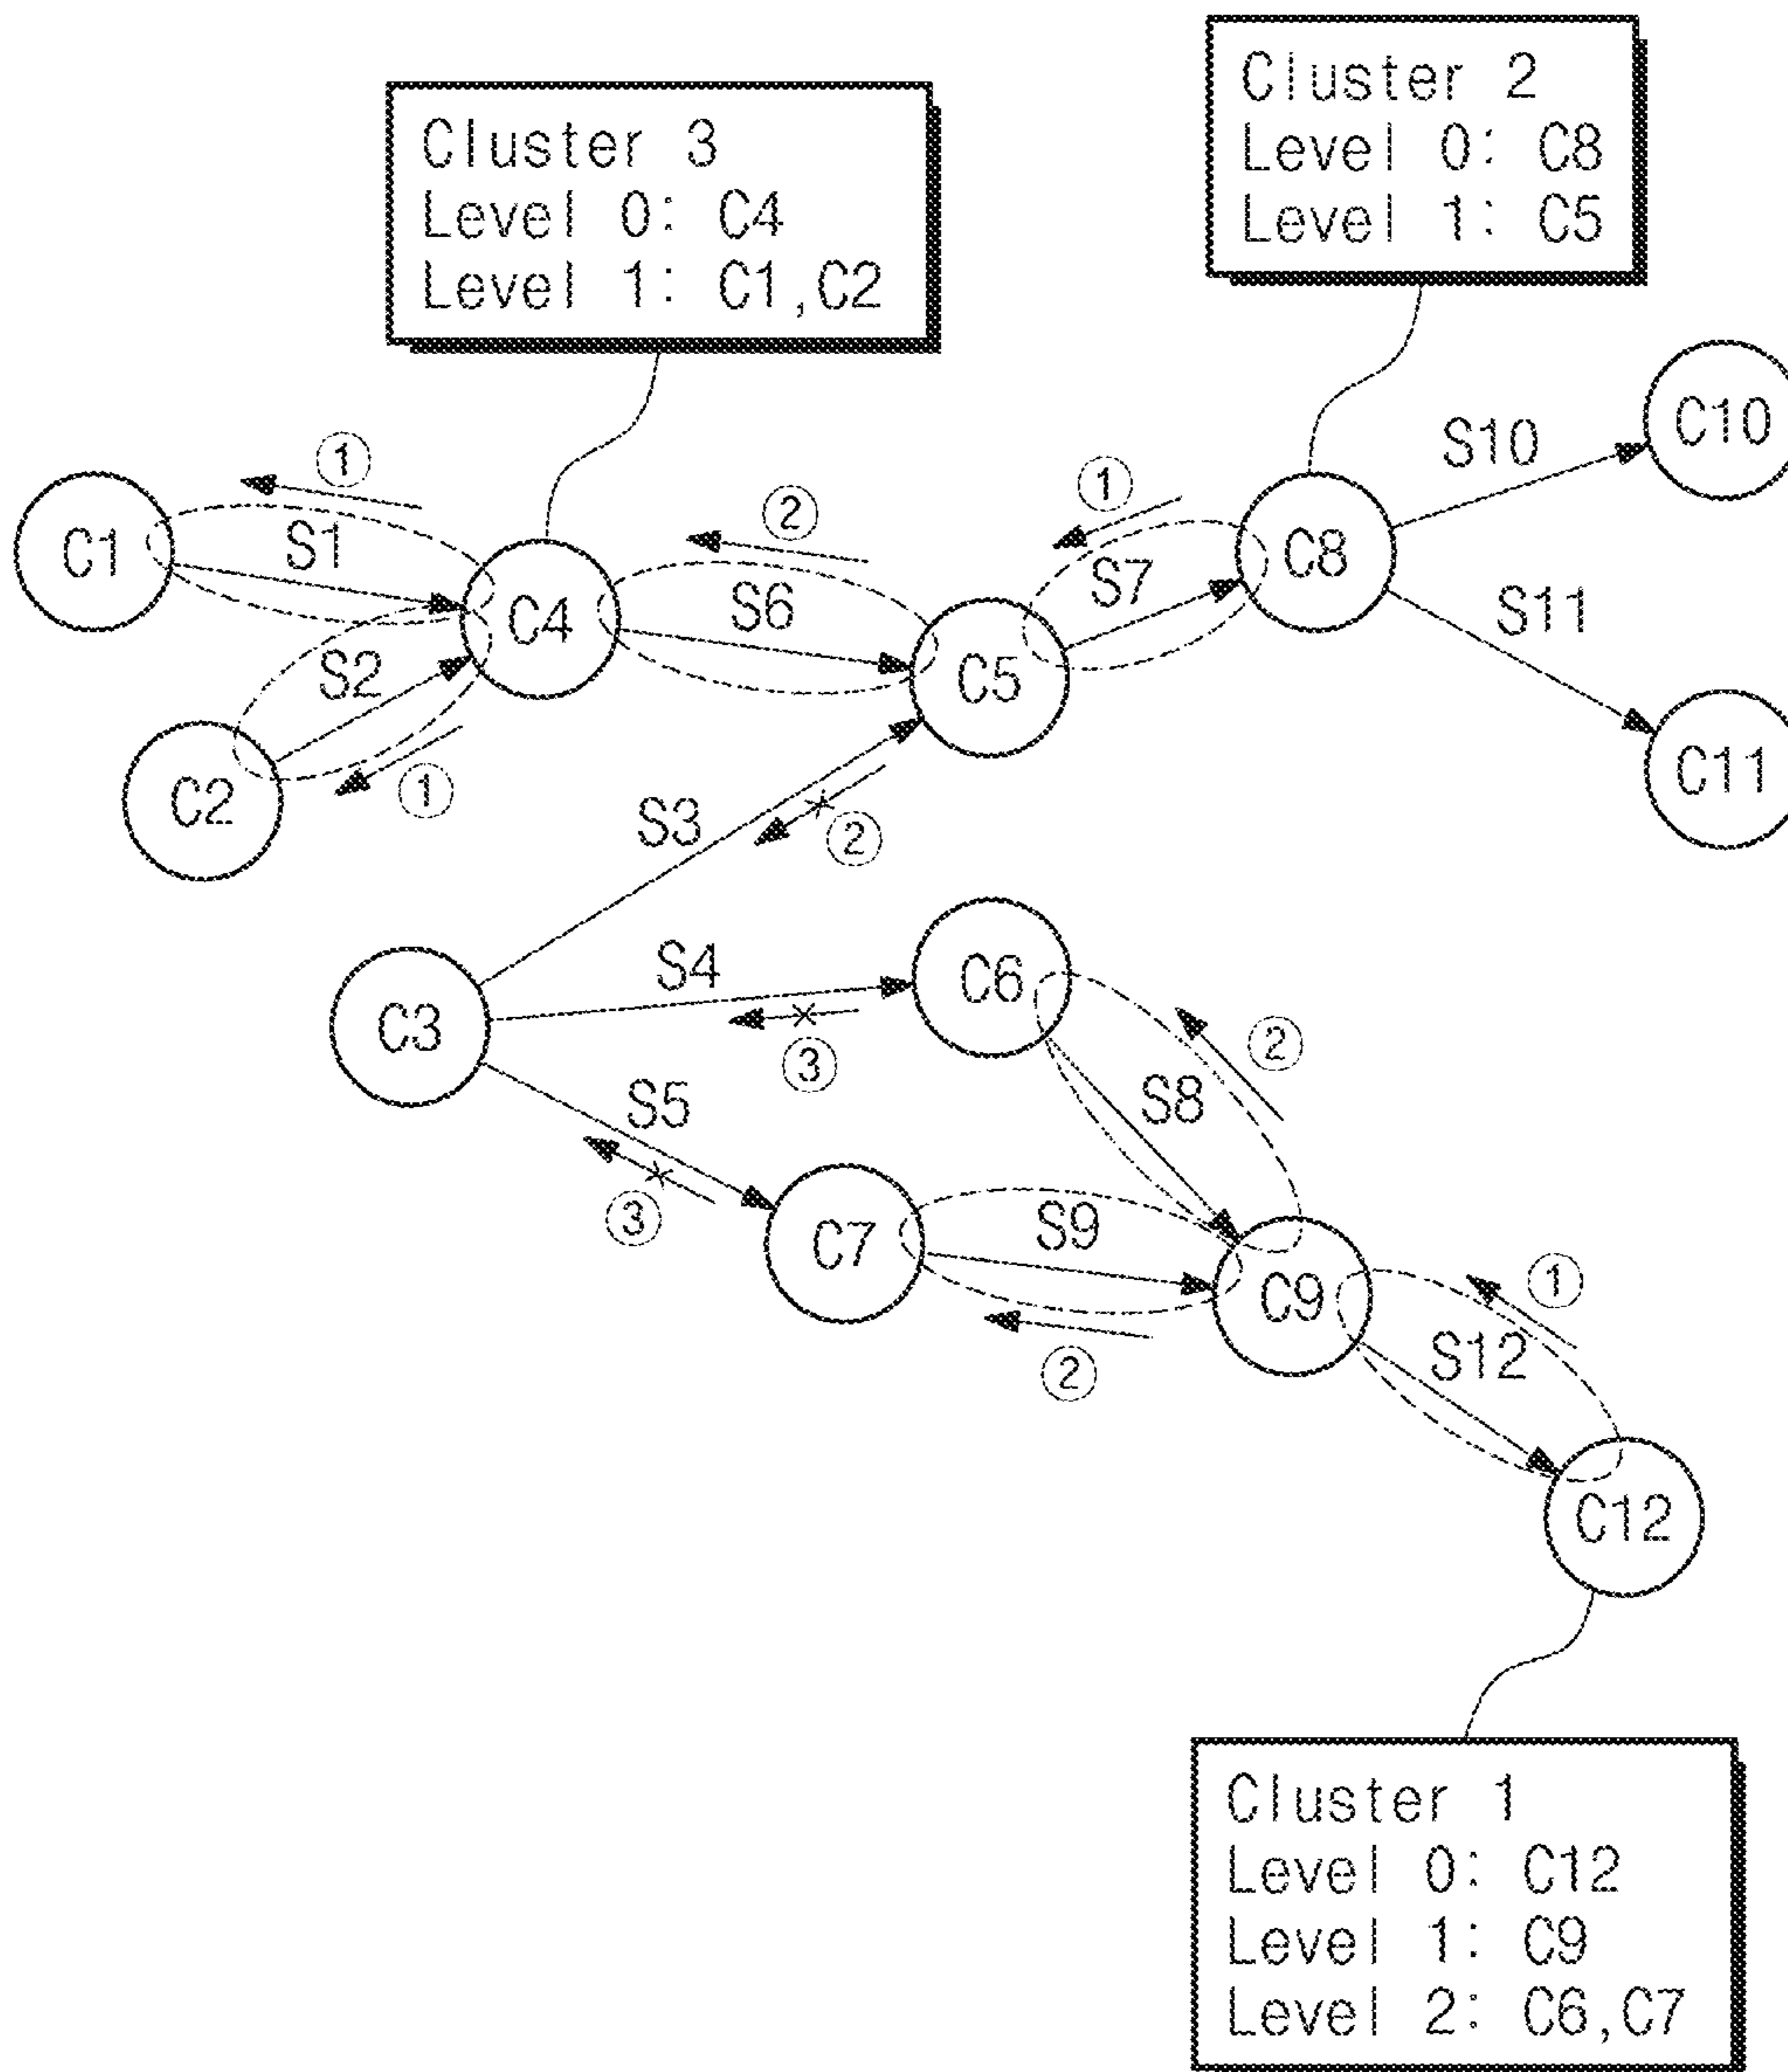 Cluster 2
Level 0: C8
Level 1: C5
Cluster 3
Level 0: C4
Level 1: C1,C2
C10
S10
①
①
②
C1
S1
C8
S7
S11
C4
S6
S2
C5
C2
①
C11
S3
②
C6
S4
C3
③
②
S5
S8
③
C7
S9
①
C9
S12
②
C12
Cluster 1
Level 0: C12
Level 1: C9
Level 2: C6,C7